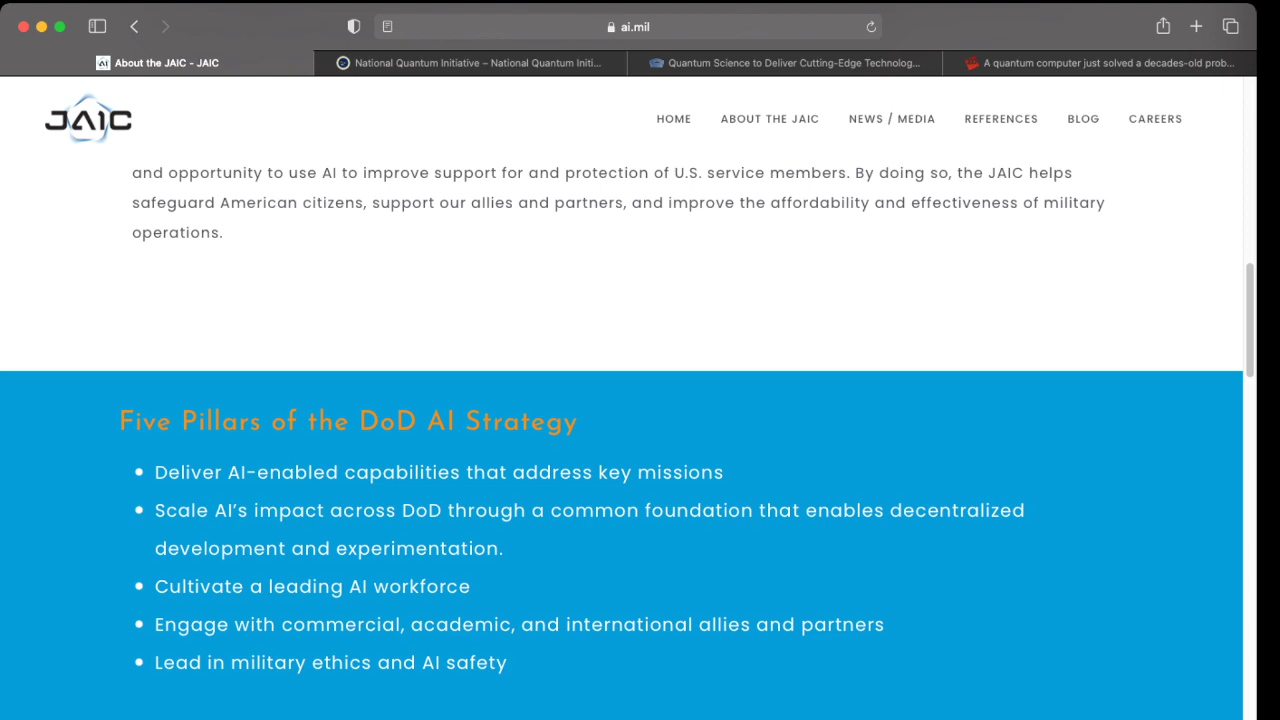 ai.mil
About the JAIC - JAIC
National Quantum Initiative – National Quantum Initi...
Quantum Science to Deliver Cutting-Edge Technolog...
A quantum computer just solved a decades-old prob...
JAIC
HOME
ABOUT THE JAIC
NEWS / MEDIA
REFERENCES
BLOG
CAREERS
and opportunity to use AI to improve support for and protection of U.S. service members. By doing so, the JAIC helps
safeguard American citizens, support our allies and partners, and improve the affordability and effectiveness of military
operations.
Five Pillars of the DoD AI Strategy
Deliver AI-enabled capabilities that address key missions
Scale AI’s impact across DoD through a common foundation that enables decentralized
development and experimentation.
Cultivate a leading AI workforce
Engage with commercial, academic, and international allies and partners
Lead in military ethics and AI safety